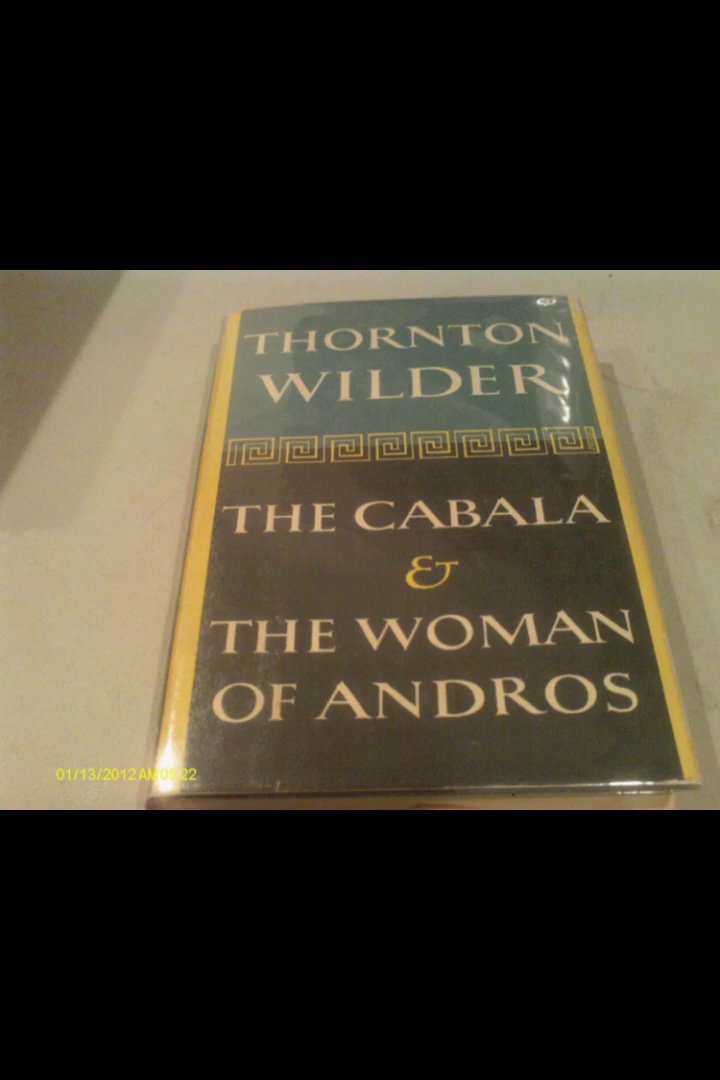 THORNTON
WILDER
THE CABALA
&
THE WOMAN
OF ANDROS
01/13/2012 AM 05:22